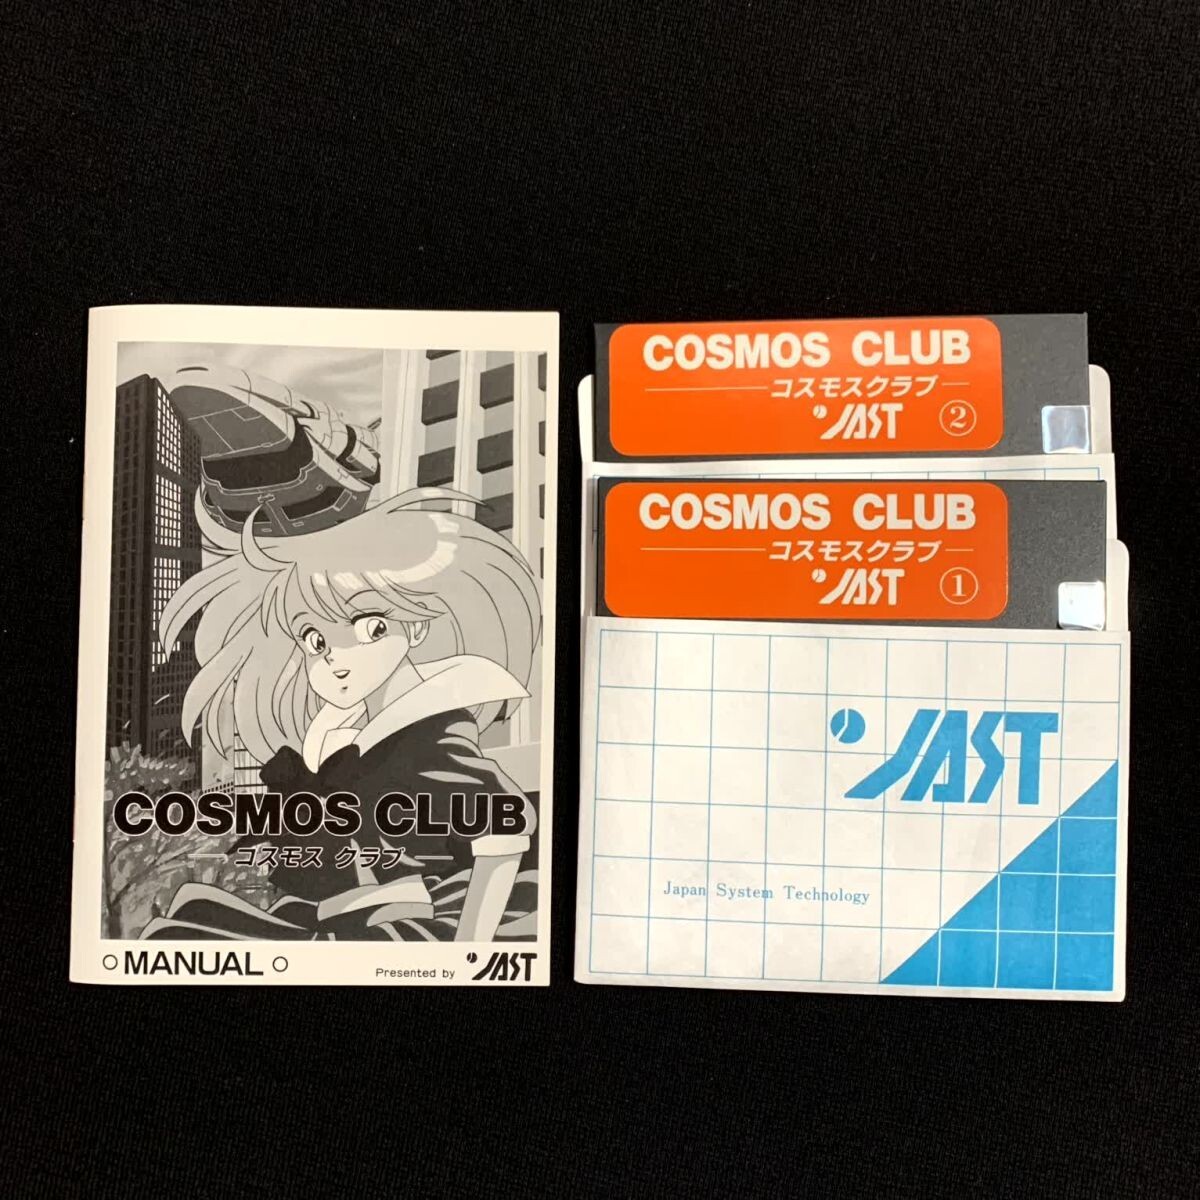 COSMOS CLUB
コスモス クラブ
MANUAL
Presented by JAST
COSMOS CLUB
コスモスクラブ
JAST ②
COSMOS CLUB
コスモスクラブ
JAST ①
JAST
Japan System Technology